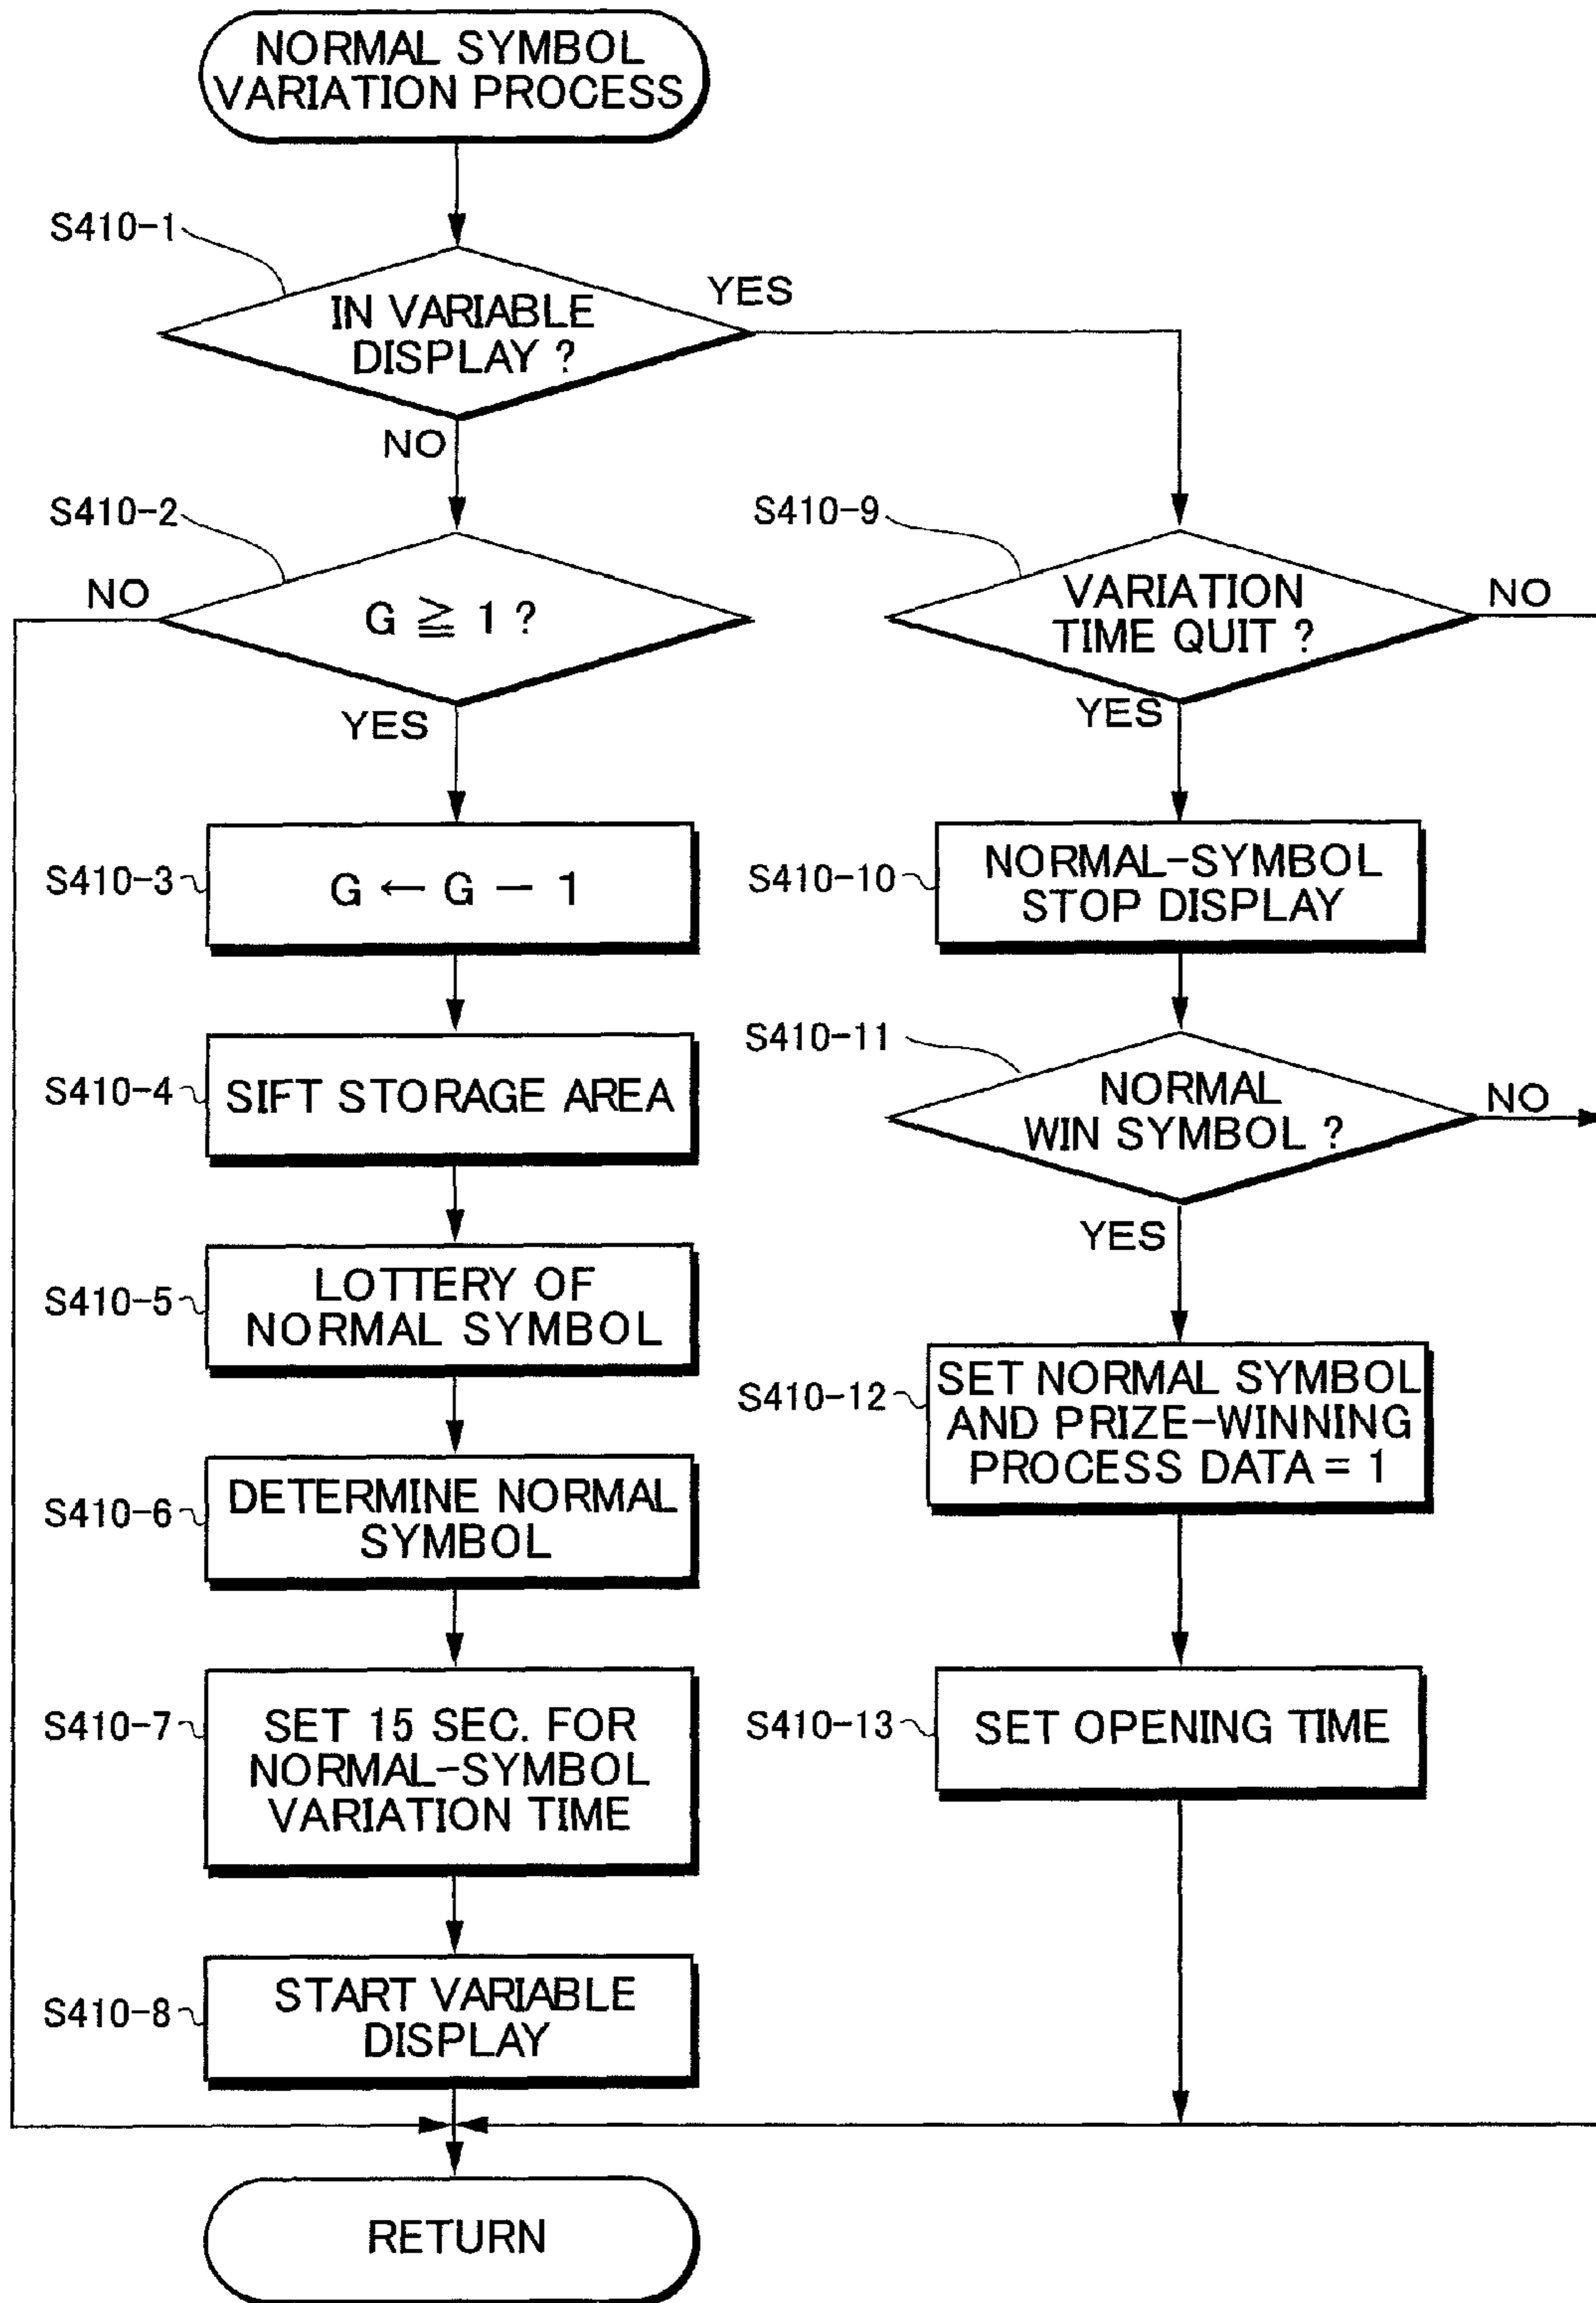 NORMAL SYMBOL
VARIATION PROCESS
S410-1
IN VARIABLE
DISPLAY ?
YES
NO
S410-2
NO
G ≧ 1 ?
YES
S410-3
G ← G − 1
S410-4
SIFT STORAGE AREA
S410-5
LOTTERY OF
NORMAL SYMBOL
S410-6
DETERMINE NORMAL
SYMBOL
S410-7
SET 15 SEC. FOR
NORMAL-SYMBOL
VARIATION TIME
S410-8
START VARIABLE
DISPLAY
S410-9
VARIATION
TIME QUIT ?
NO
YES
S410-10
NORMAL-SYMBOL
STOP DISPLAY
S410-11
NORMAL
WIN SYMBOL ?
NO
YES
S410-12
SET NORMAL SYMBOL
AND PRIZE-WINNING
PROCESS DATA = 1
S410-13
SET OPENING TIME
RETURN